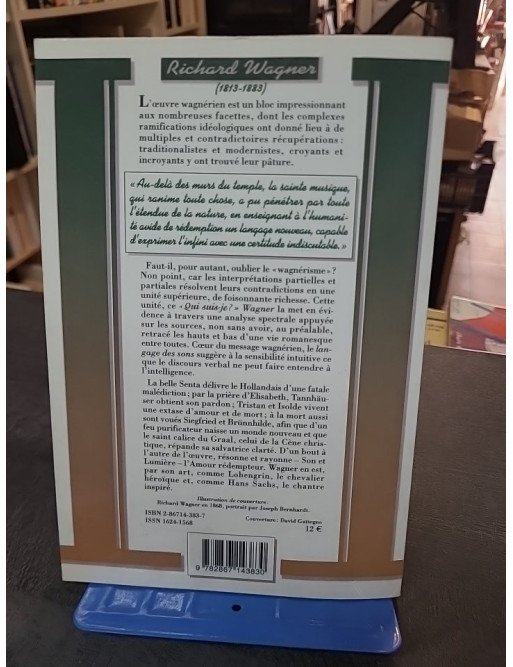 Richard Wagner
(1813-1883)
L'œuvre wagnérien est un bloc impressionnant
aux nombreuses facettes, dont les complexes
ramifications idéologiques ont donné lieu à de
multiples et contradictoires récupérations :
traditionalistes et modernistes, croyants et
incroyants y ont trouvé leur pâture.
« Au-delà des murs du temple, la sainte musique,
qui ranime toute chose, a pu pénétrer par toute
l'étendue de la nature, en enseignant à l'humani-
té avide de rédemption un langage nouveau, capable
d'exprimer l'infini avec une certitude indiscutable. »
Faut-il, pour autant, oublier le « wagnérisme » ?
Non point, car les interprétations partielles et
partiales résolvent leurs contradictions en une
unité supérieure, de foisonnante richesse. Cette
unité, ce « Qui suis-je ? » Wagner la met en évi-
dence à travers une analyse spectrale appuyée
sur les sources, non sans avoir, au préalable,
retracé les hauts et bas d'une vie romanesque
entre toutes. Cœur du message wagnérien, le lan-
gage des sons suggère à la sensibilité intuitive ce
que le discours verbal ne peut faire entendre à
l'intelligence.
La belle Senta délivre le Hollandais d'une fatale
malédiction ; par la prière d'Elisabeth, Tannhäu-
ser obtient son pardon ; Tristan et Isolde vivent
une extase d'amour et de mort ; à la mort aussi
sont voués Siegfried et Brünnhilde, afin que d'un
feu purificateur naisse un monde nouveau et que
le saint calice du Graal, celui de la Cène chris-
tique, répande sa salvatrice clarté. D'un bout à
l'autre de l'œuvre, résonne et rayonne – Son et
Lumière – l'Amour rédempteur. Wagner en est,
par son art, comme Lohengrin, le chevalier
héroïque et, comme Hans Sachs, le chantre
inspiré.
Illustration de couverture :
Richard Wagner en 1868, portrait par Joseph Bernhardt.
ISBN 2-86714-383-7
ISSN 1624-1568
Couverture : David Gattegno
12 €
9 782867 143830